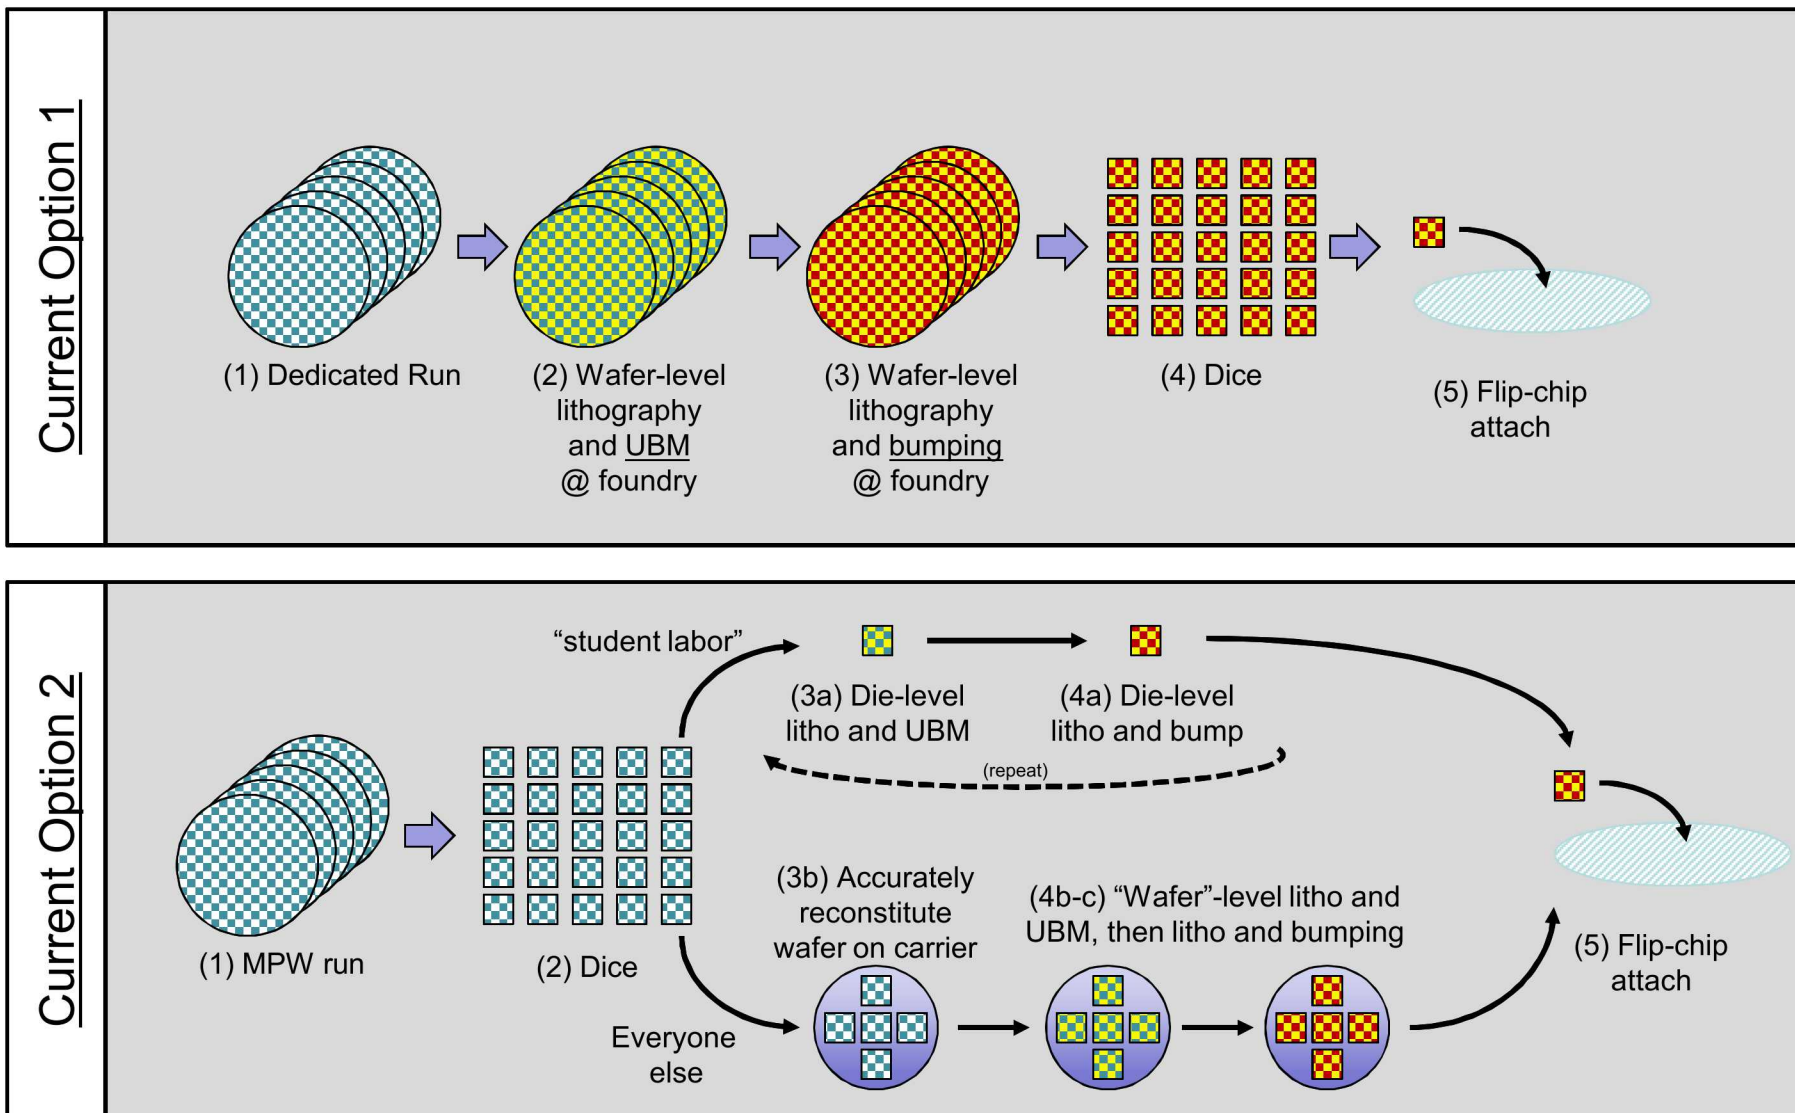 Current Option 1
(1) Dedicated Run
(2) Wafer-level
lithography
and UBM
@ foundry
(3) Wafer-level
lithography
and bumping
@ foundry
(4) Dice
(5) Flip-chip
attach
Current Option 2
(1) MPW run
(2) Dice
“student labor”
(3a) Die-level
litho and UBM
(4a) Die-level
litho and bump
(repeat)
Everyone
else
(3b) Accurately
reconstitute
wafer on carrier
(4b-c) “Wafer”-level litho and
UBM, then litho and bumping
(5) Flip-chip
attach